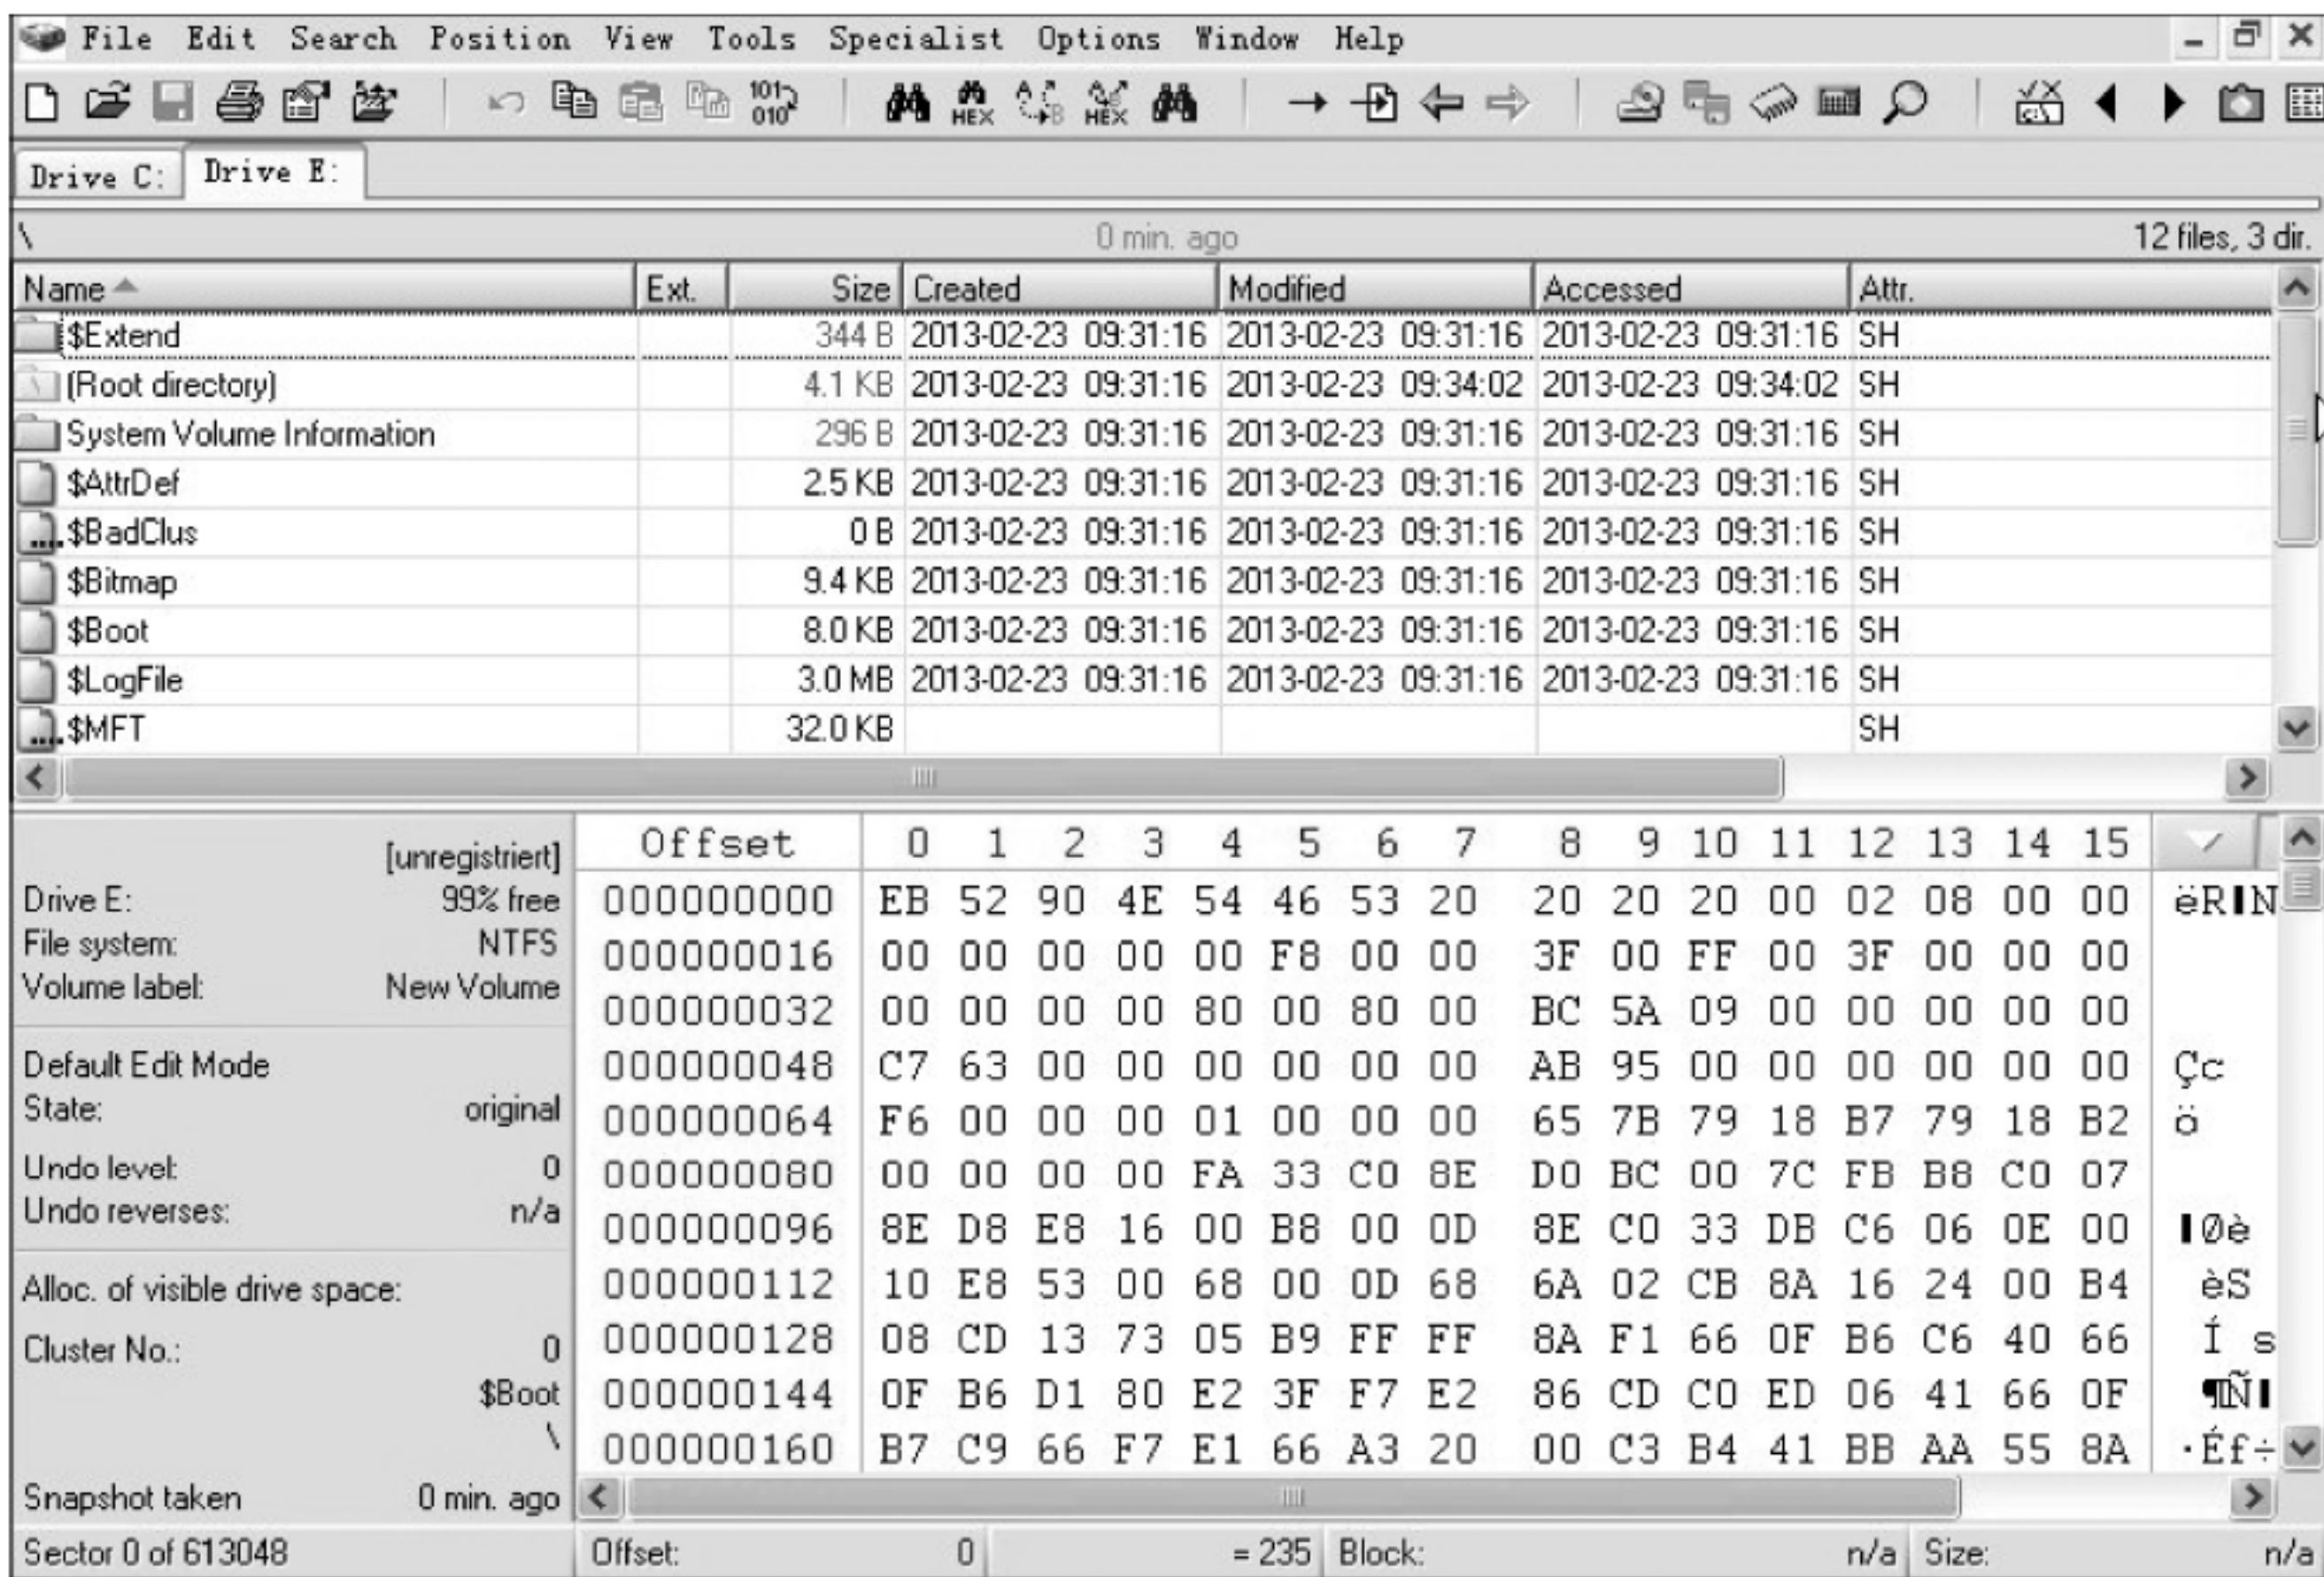 File Edit Search Position View Tools Specialist Options Window Help
101 010 HEX A B HEX
Drive C: Drive E:
\ 0 min. ago 12 files, 3 dir.
Name Ext. Size Created Modified Accessed Attr.
$Extend 344 B 2013-02-23 09:31:16 2013-02-23 09:31:16 2013-02-23 09:31:16 SH
(Root directory) 4.1 KB 2013-02-23 09:31:16 2013-02-23 09:34:02 2013-02-23 09:34:02 SH
System Volume Information 296 B 2013-02-23 09:31:16 2013-02-23 09:31:16 2013-02-23 09:31:16 SH
$AttrDef 2.5 KB 2013-02-23 09:31:16 2013-02-23 09:31:16 2013-02-23 09:31:16 SH
$BadClus 0 B 2013-02-23 09:31:16 2013-02-23 09:31:16 2013-02-23 09:31:16 SH
$Bitmap 9.4 KB 2013-02-23 09:31:16 2013-02-23 09:31:16 2013-02-23 09:31:16 SH
$Boot 8.0 KB 2013-02-23 09:31:16 2013-02-23 09:31:16 2013-02-23 09:31:16 SH
$LogFile 3.0 MB 2013-02-23 09:31:16 2013-02-23 09:31:16 2013-02-23 09:31:16 SH
$MFT 32.0 KB SH
[unregistriert]
Drive E: 99% free
File system: NTFS
Volume label: New Volume
Default Edit Mode
State: original
Undo level: 0
Undo reverses: n/a
Alloc. of visible drive space:
Cluster No.: 0
$Boot
\
Snapshot taken 0 min. ago
Offset 0 1 2 3 4 5 6 7 8 9 10 11 12 13 14 15
000000000 EB 52 90 4E 54 46 53 20 20 20 20 00 02 08 00 00 ëR▮N
000000016 00 00 00 00 00 F8 00 00 3F 00 FF 00 3F 00 00 00
000000032 00 00 00 00 80 00 80 00 BC 5A 09 00 00 00 00 00
000000048 C7 63 00 00 00 00 00 00 AB 95 00 00 00 00 00 00 Çc
000000064 F6 00 00 00 01 00 00 00 65 7B 79 18 B7 79 18 B2 ö
000000080 00 00 00 00 FA 33 C0 8E D0 BC 00 7C FB B8 C0 07
000000096 8E D8 E8 16 00 B8 00 0D 8E C0 33 DB C6 06 0E 00 ▮Øè
000000112 10 E8 53 00 68 00 0D 68 6A 02 CB 8A 16 24 00 B4 èS
000000128 08 CD 13 73 05 B9 FF FF 8A F1 66 0F B6 C6 40 66 Í s
000000144 0F B6 D1 80 E2 3F F7 E2 86 CD C0 ED 06 41 66 0F ¶Ñ▮
000000160 B7 C9 66 F7 E1 66 A3 20 00 C3 B4 41 BB AA 55 8A ·Éf÷
Sector 0 of 613048 Offset: 0 = 235 Block: n/a Size: n/a